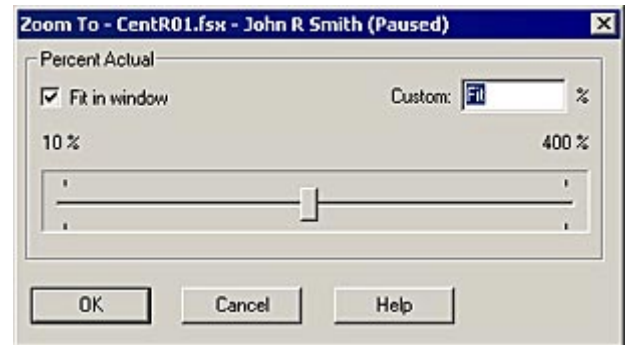 Zoom To - CentR01.fsx - John R Smith (Paused)
Percent Actual
Fit in window
Custom: Fit %
10 %
400 %
OK
Cancel
Help